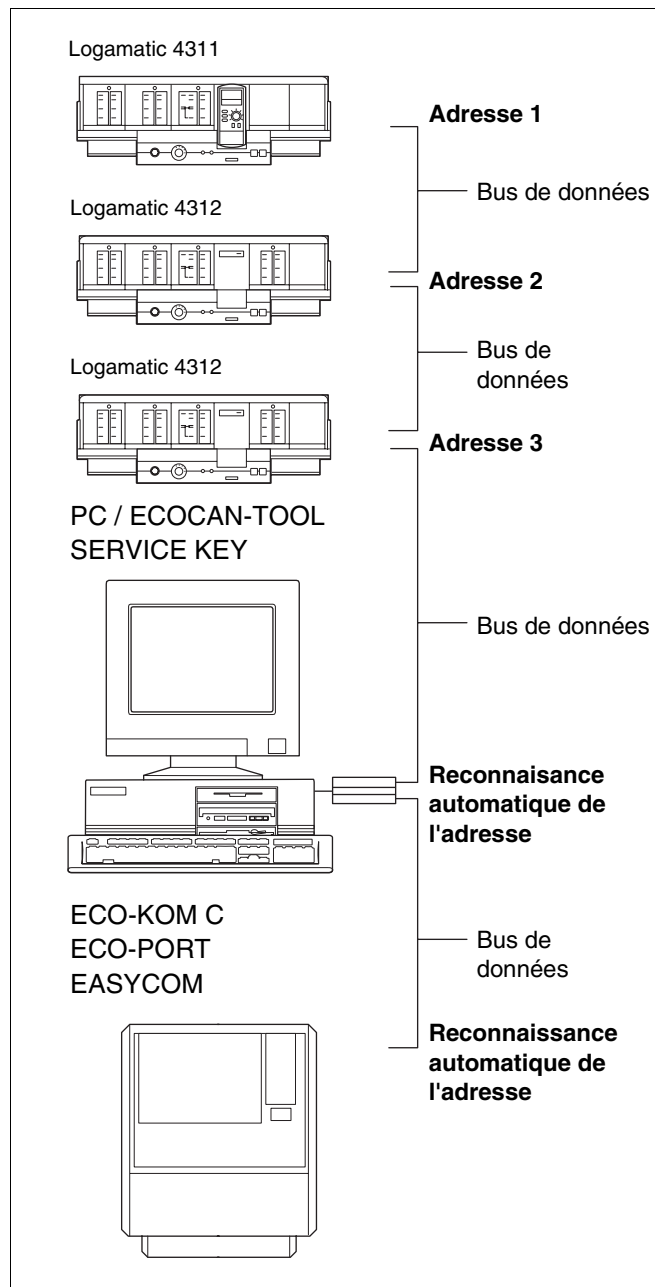 Logamatic 4311
Adresse 1
Bus de données
Logamatic 4312
Adresse 2
Bus de
données
Logamatic 4312
Adresse 3
PC / ECOCAN-TOOL
SERVICE KEY
Bus de données
Reconnaisance
automatique de
l'adresse
ECO-KOM C
ECO-PORT
EASYCOM
Bus de
données
Reconnaissance
automatique de
l'adresse